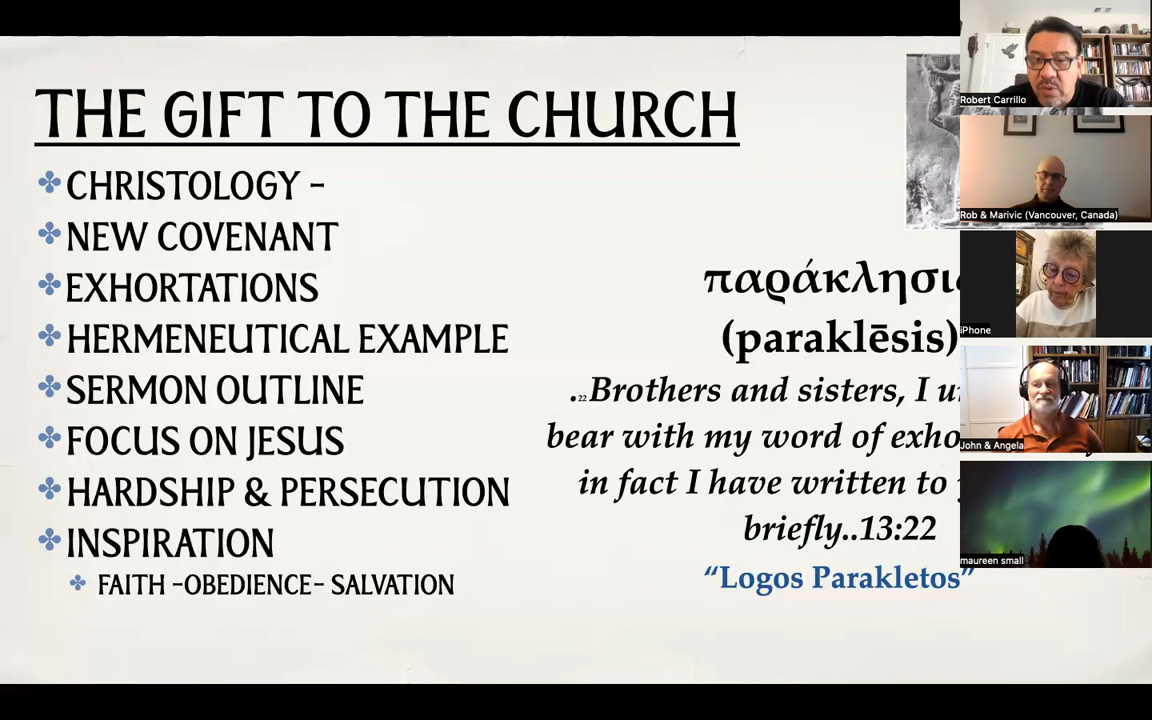 THE GIFT TO THE CHURCH
CHRISTOLOGY –
NEW COVENANT
EXHORTATIONS
HERMENEUTICAL EXAMPLE
SERMON OUTLINE
FOCUS ON JESUS
HARDSHIP & PERSECUTION
INSPIRATION
FAITH –OBEDIENCE– SALVATION
(paraklēsis)
..22Brothers and sisters, I
bear with my word of
in fact I have written to
briefly..13:22
“Logos Parakletos”
Robert Carrillo
Rob & Marivic (Vancouver, Canada)
iPhone
John & Angela
maureen small